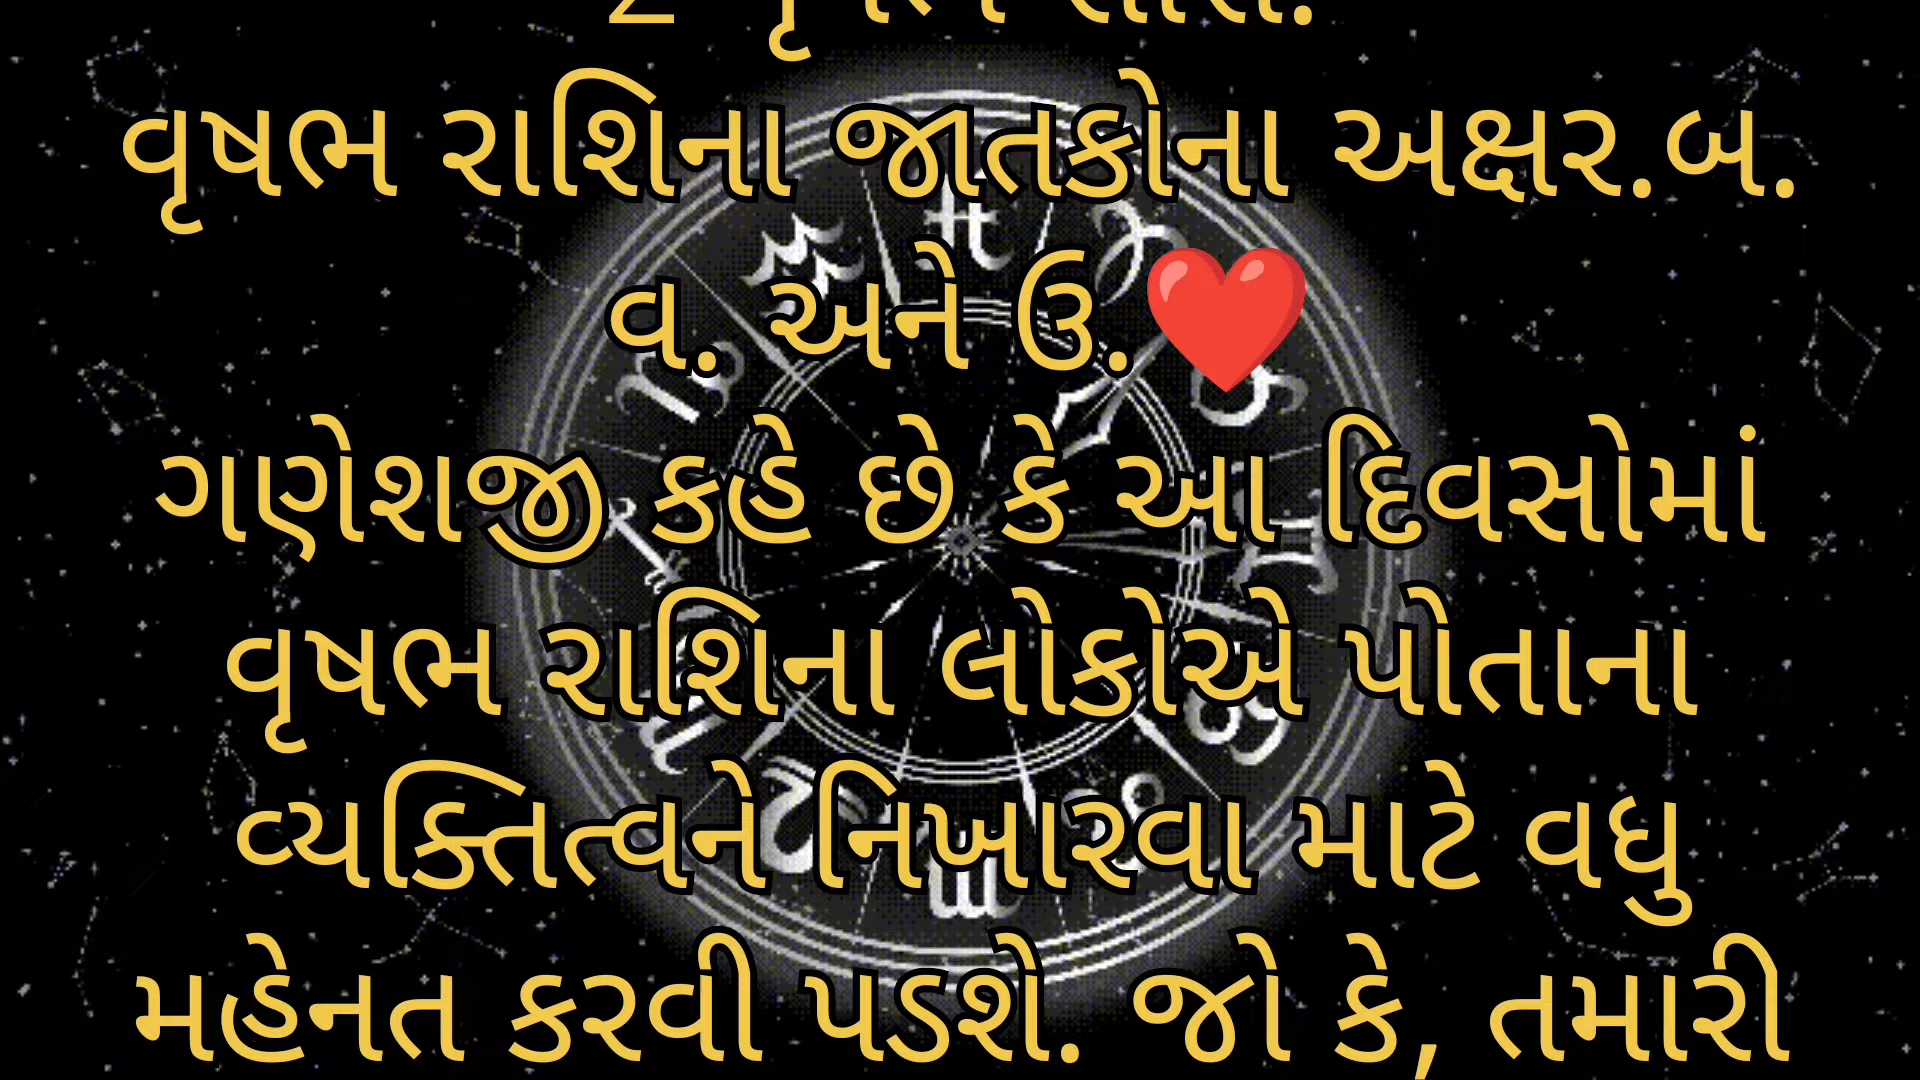 વૃષભ રાશિના જાતકોના અક્ષર.બ.
વ. અને ઉ.❤️
ગણેશજી કહે છે કે આ દિવસોમાં
વૃષભ રાશિના લોકોએ પોતાના
વ્યક્તિત્વને નિખારવા માટે વધુ
મહેનત કરવી પડશે. જો કે, તમારી